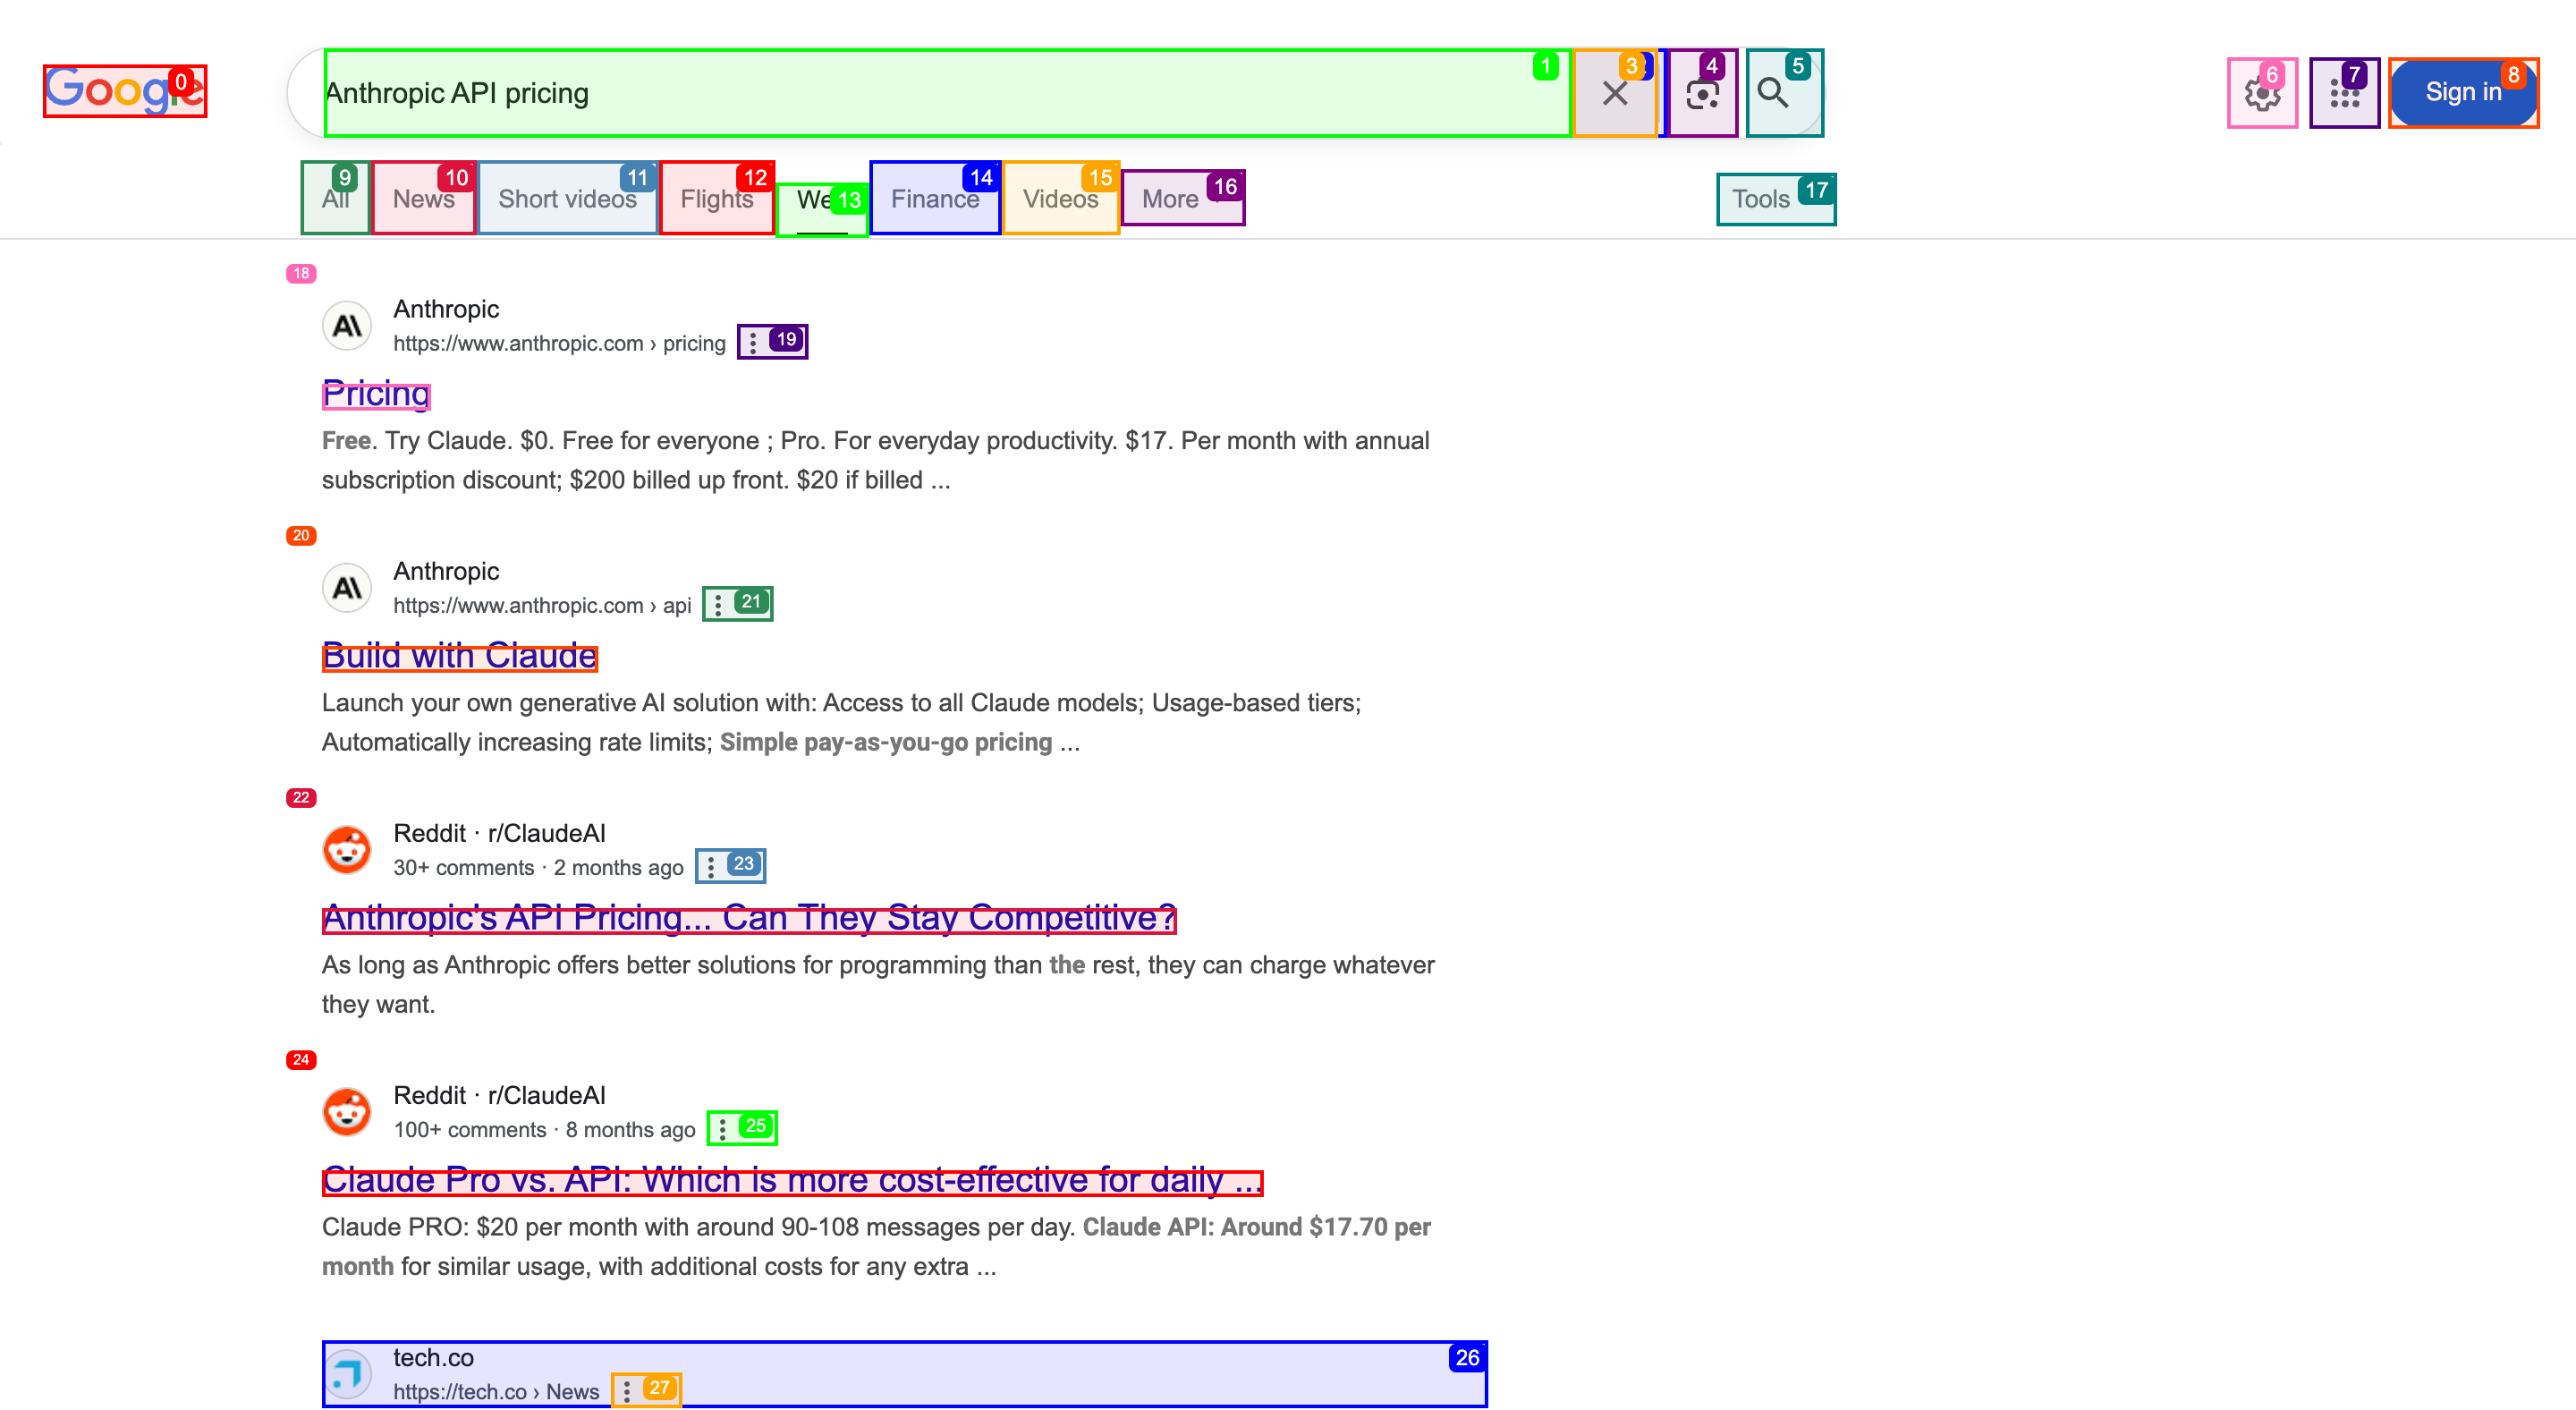 Google 0
Anthropic API pricing 1 3 4 5 6 7 Sign in 8
All 9 News 10 Short videos 11 Flights 12 We 13 Finance 14 Videos 15 More 16 Tools 17
18
Anthropic
https://www.anthropic.com › pricing 19
Pricing
Free. Try Claude. $0. Free for everyone ; Pro. For everyday productivity. $17. Per month with annual
subscription discount; $200 billed up front. $20 if billed ...
20
Anthropic
https://www.anthropic.com › api 21
Build with Claude
Launch your own generative AI solution with: Access to all Claude models; Usage-based tiers;
Automatically increasing rate limits; Simple pay-as-you-go pricing ...
22
Reddit · r/ClaudeAI
30+ comments · 2 months ago 23
Anthropic's API Pricing... Can They Stay Competitive?
As long as Anthropic offers better solutions for programming than the rest, they can charge whatever
they want.
24
Reddit · r/ClaudeAI
100+ comments · 8 months ago 25
Claude Pro vs. API: Which is more cost-effective for daily ...
Claude PRO: $20 per month with around 90-108 messages per day. Claude API: Around $17.70 per
month for similar usage, with additional costs for any extra ...
tech.co 26
https://tech.co › News 27